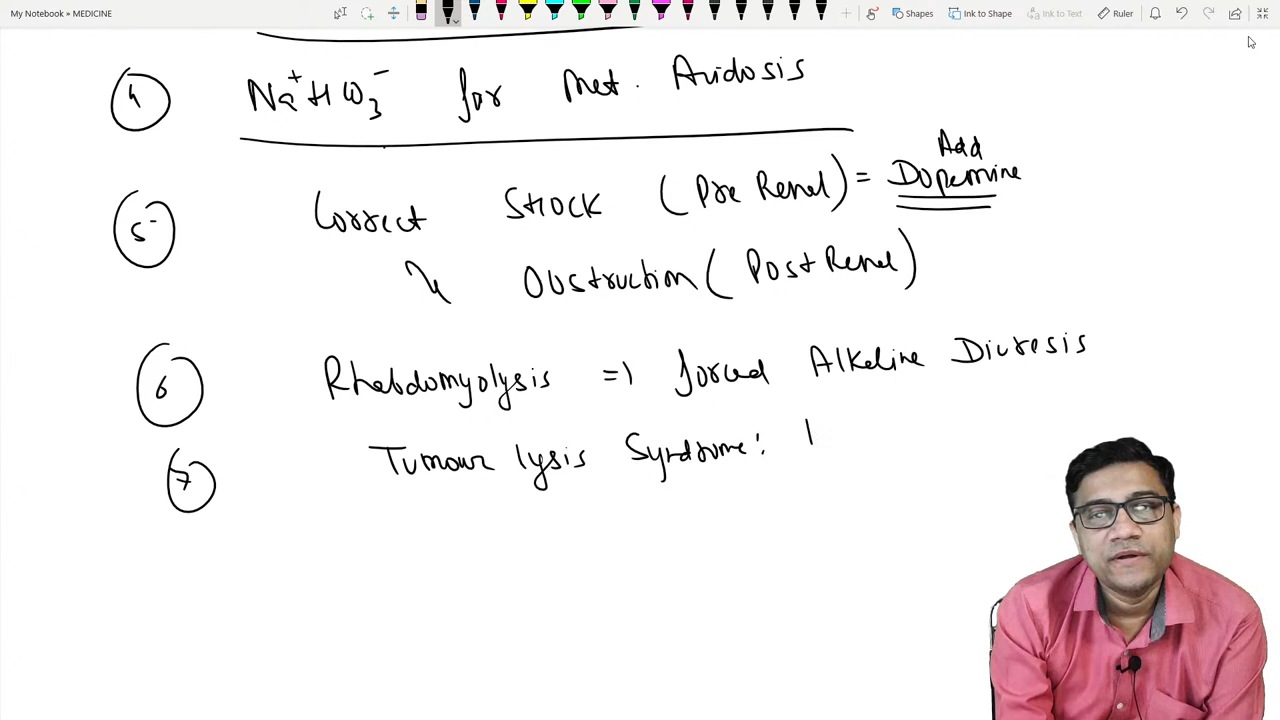 My Notebook » MEDICINE
Shapes Ink to Shape Ink to Text Ruler
4 Na+HCO3- for Met. Acidosis
Add
5 Correct SHOCK (Pre Renal) = Dopamine
Obstruction (Post Renal)
6 Rhabdomyolysis => forced Alkaline Diuresis
7 Tumour lysis Syndrome: